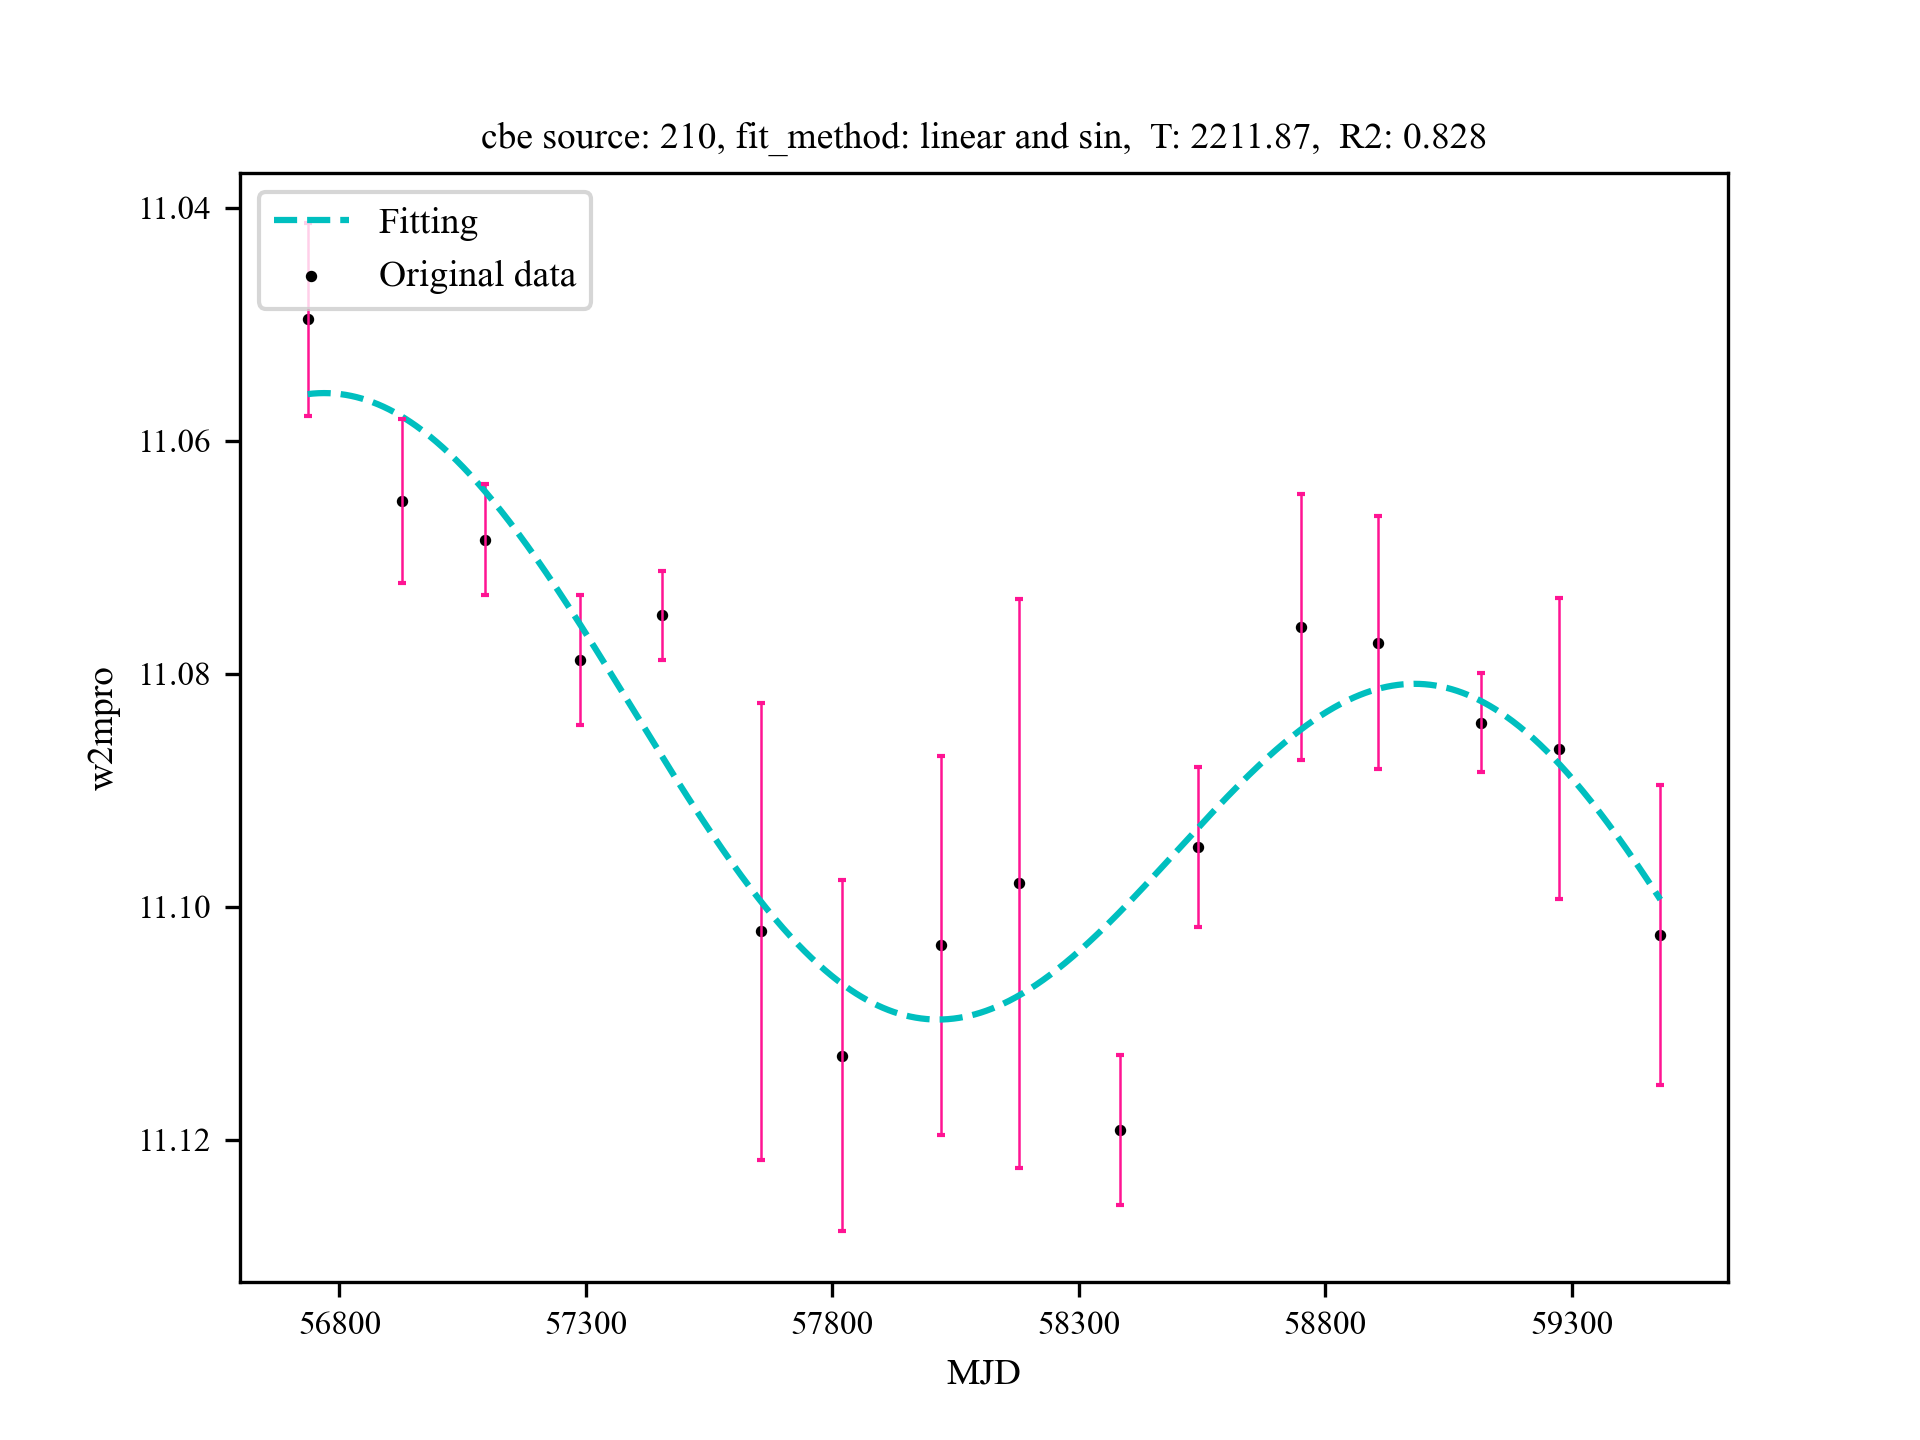 cbe source: 210, fit_method: linear and sin,  T: 2211.87,  R2: 0.828
Fitting
Original data
11.04
11.06
11.08
11.10
11.12
w2mpro
56800 57300 57800 58300 58800 59300
MJD